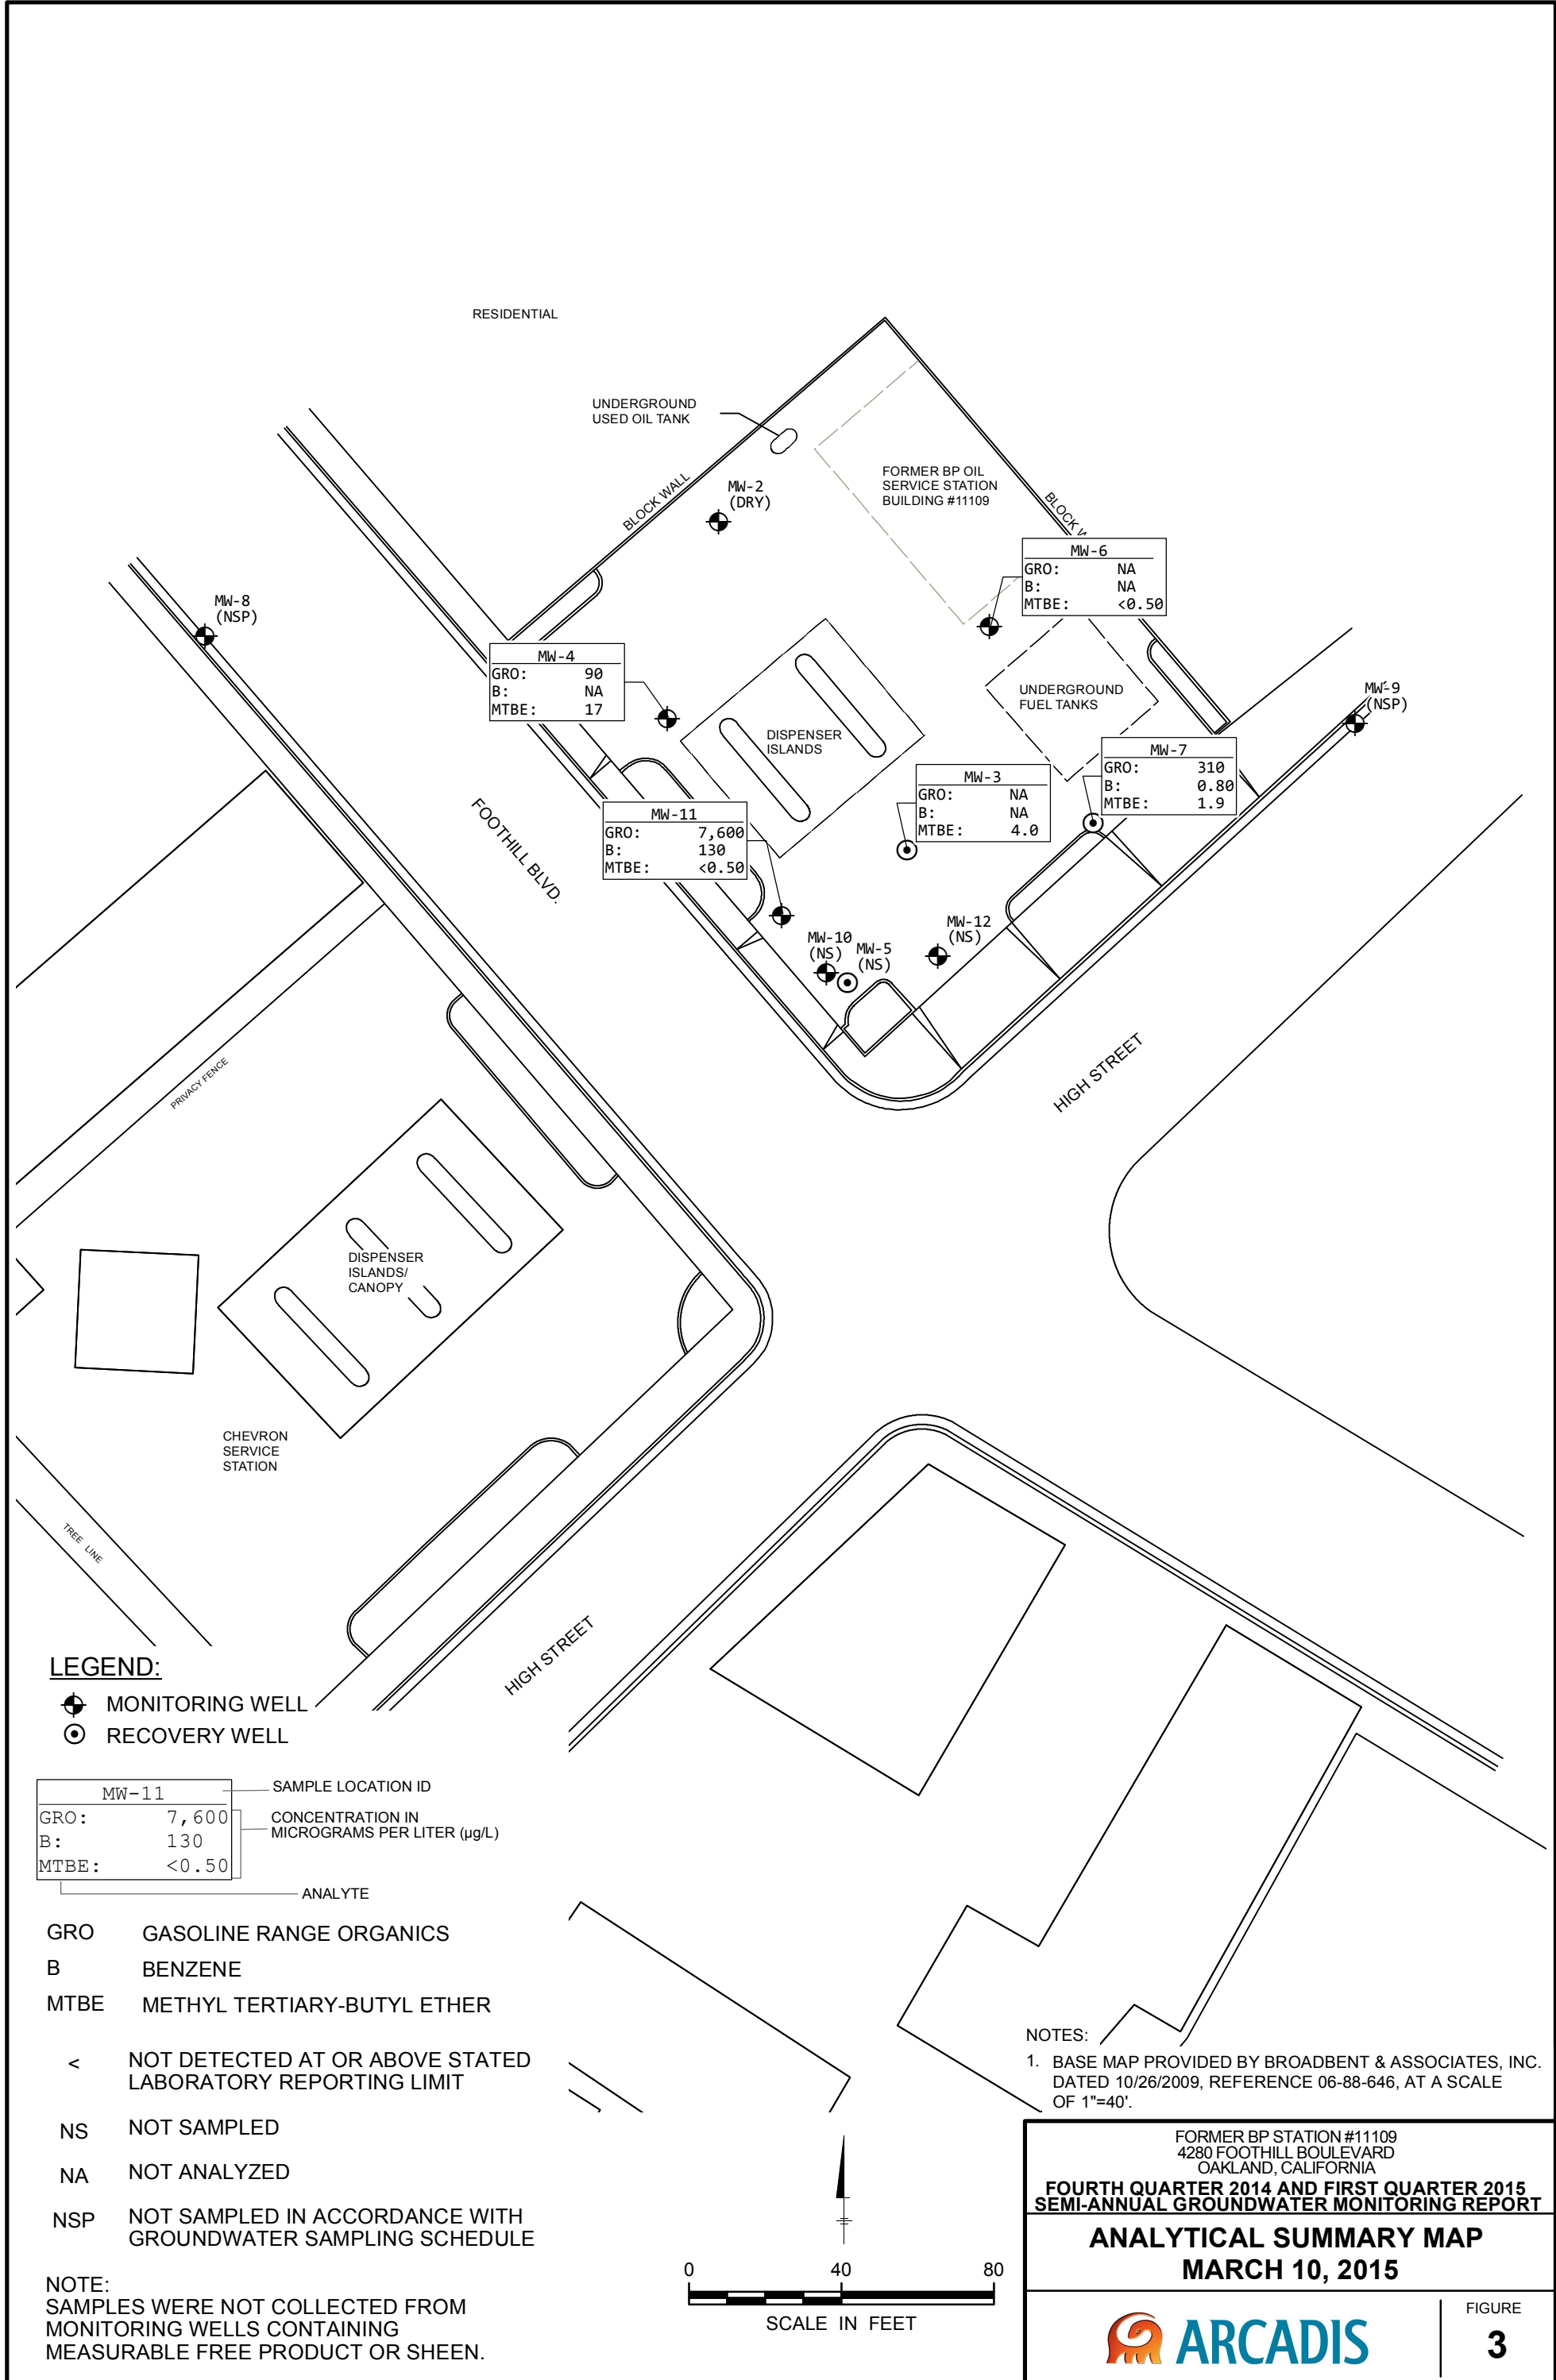 RESIDENTIAL
UNDERGROUND
USED OIL TANK
BLOCK WALL
MW-2
(DRY)
FORMER BP OIL
SERVICE STATION
BUILDING #11109
BLOCK
MW-6
GRO: NA
B: NA
MTBE: <0.50
MW-8
(NSP)
MW-4
GRO: 90
B: NA
MTBE: 17
UNDERGROUND
FUEL TANKS
MW-9
(NSP)
DISPENSER
ISLANDS
MW-7
GRO: 310
B: 0.80
MTBE: 1.9
MW-3
GRO: NA
B: NA
MTBE: 4.0
MW-11
GRO: 7,600
B: 130
MTBE: <0.50
FOOTHILL BLVD.
MW-12
(NS)
MW-10
(NS)
MW-5
(NS)
HIGH STREET
PRIVACY FENCE
DISPENSER
ISLANDS/
CANOPY
CHEVRON
SERVICE
STATION
TREE LINE
HIGH STREET
LEGEND:
MONITORING WELL
RECOVERY WELL
MW-11
GRO: 7,600
B: 130
MTBE: <0.50
SAMPLE LOCATION ID
CONCENTRATION IN
MICROGRAMS PER LITER (µg/L)
ANALYTE
GRO GASOLINE RANGE ORGANICS
B BENZENE
MTBE METHYL TERTIARY-BUTYL ETHER
< NOT DETECTED AT OR ABOVE STATED
LABORATORY REPORTING LIMIT
NS NOT SAMPLED
NA NOT ANALYZED
NSP NOT SAMPLED IN ACCORDANCE WITH
GROUNDWATER SAMPLING SCHEDULE
NOTE:
SAMPLES WERE NOT COLLECTED FROM
MONITORING WELLS CONTAINING
MEASURABLE FREE PRODUCT OR SHEEN.
0 40 80
SCALE IN FEET
NOTES:
1. BASE MAP PROVIDED BY BROADBENT & ASSOCIATES, INC.
DATED 10/26/2009, REFERENCE 06-88-646, AT A SCALE
OF 1"=40'.
FORMER BP STATION #11109
4280 FOOTHILL BOULEVARD
OAKLAND, CALIFORNIA
FOURTH QUARTER 2014 AND FIRST QUARTER 2015
SEMI-ANNUAL GROUNDWATER MONITORING REPORT
ANALYTICAL SUMMARY MAP
MARCH 10, 2015
ARCADIS
FIGURE
3